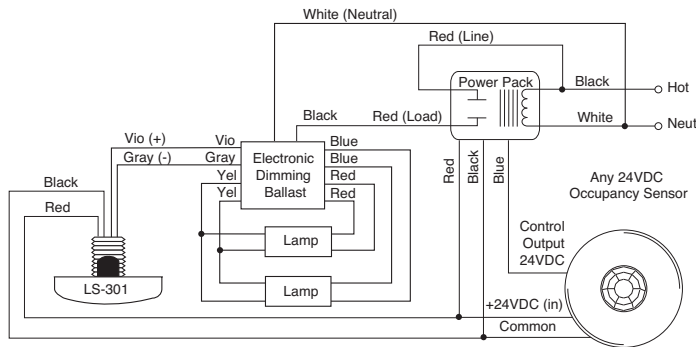 White (Neutral)
Red (Line)
Power Pack
Black
Hot
Black
Red (Load)
White
Neut
Vio (+)
Vio
Blue
Gray (-)
Gray
Blue
Electronic
Dimming
Ballast
Yel
Red
Yel
Red
Red
Black
Blue
Any 24VDC
Occupancy Sensor
Black
Red
Lamp
Control
Output
24VDC
LS-301
Lamp
+24VDC (in)
Common